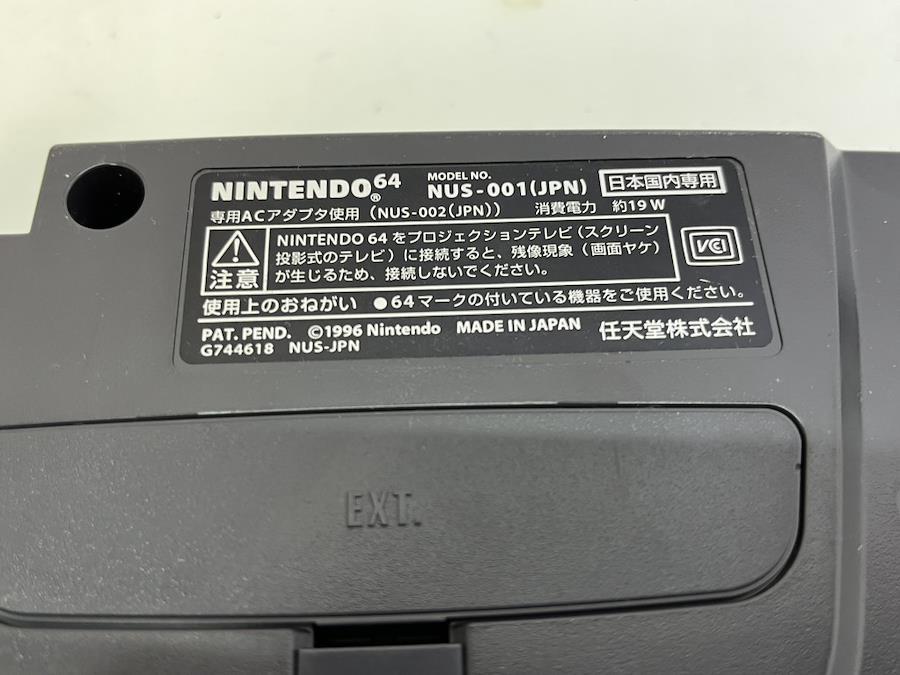 NINTENDO64® MODEL NO. NUS-001(JPN) 日本国内専用
専用ACアダプタ使用（NUS-002(JPN)） 消費電力 約19W
注意
NINTENDO 64 をプロジェクションテレビ（スクリーン
投影式のテレビ）に接続すると、残像現象（画面ヤケ）
が生じるため、接続しないでください。
VCI
使用上のおねがい ●64マークの付いている機器をご使用ください。
PAT. PEND. ©1996 Nintendo MADE IN JAPAN 任天堂株式会社
G744618 NUS-JPN
EXT.